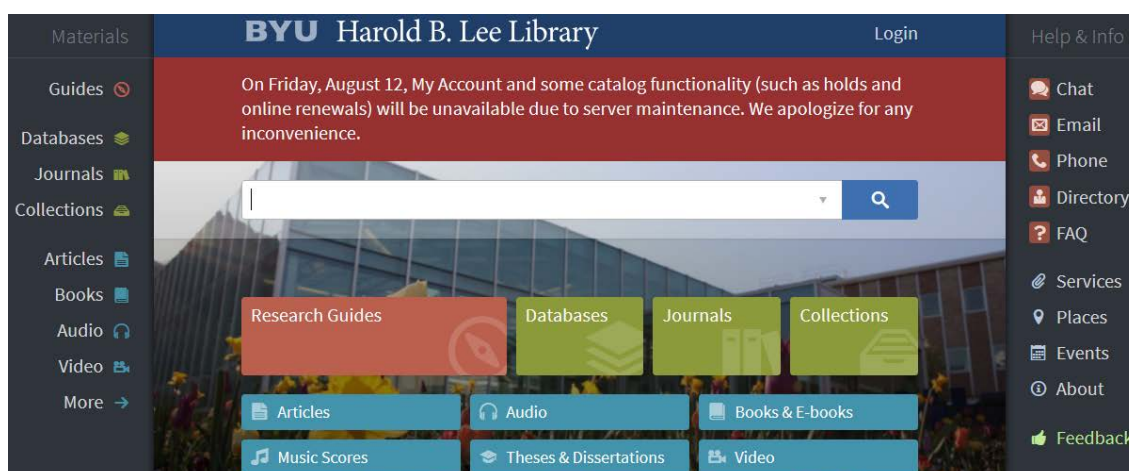 Materials
Guides
Databases
Journals
Collections
Articles
Books
Audio
Video
More →
BYU Harold B. Lee Library
Login
On Friday, August 12, My Account and some catalog functionality (such as holds and
online renewals) will be unavailable due to server maintenance. We apologize for any
inconvenience.
Research Guides
Databases
Journals
Collections
Articles
Audio
Books & E-books
Music Scores
Theses & Dissertations
Video
Help & Info
Chat
Email
Phone
Directory
FAQ
Services
Places
Events
About
Feedback